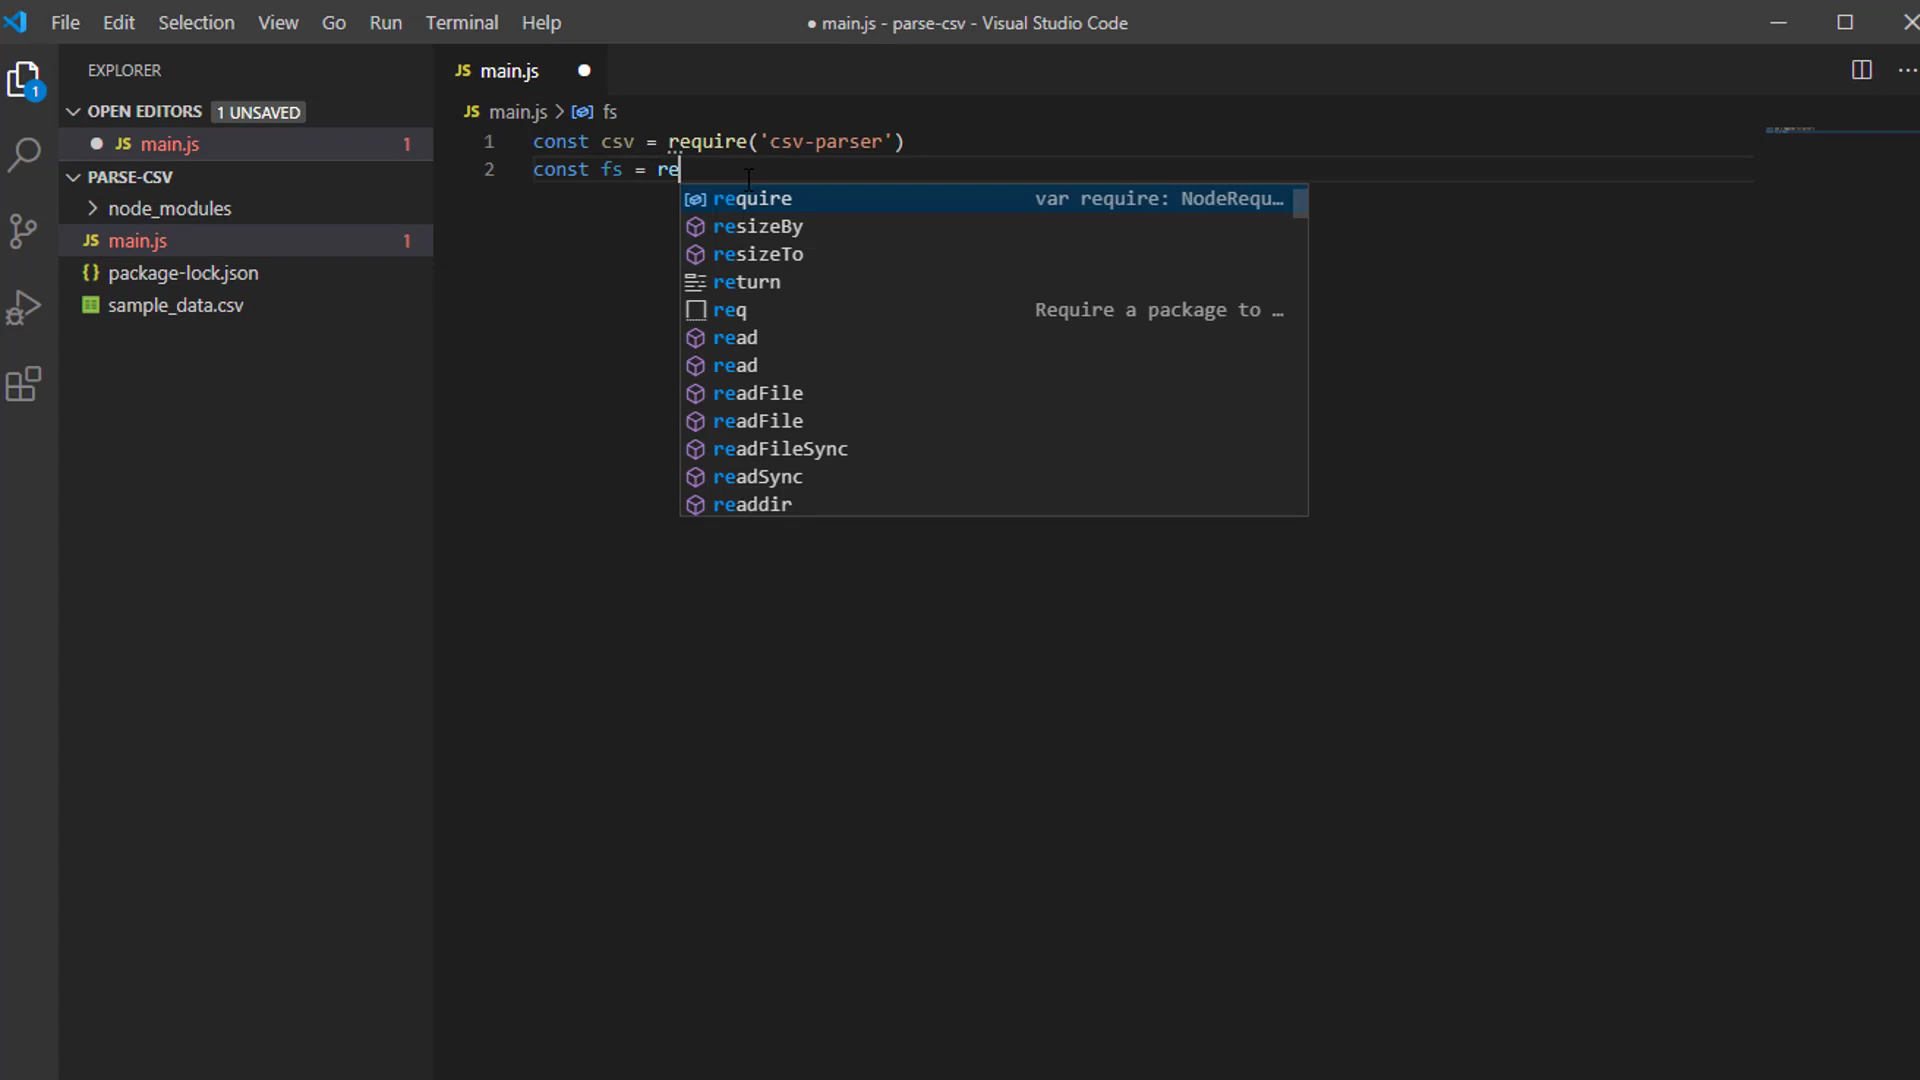 File Edit Selection View Go Run Terminal Help
● main.js - parse-csv - Visual Studio Code
EXPLORER
1
OPEN EDITORS 1 UNSAVED
JS main.js 1
PARSE-CSV
node_modules
JS main.js 1
{} package-lock.json
sample_data.csv
JS main.js
JS main.js > fs
1 const csv = require('csv-parser')
2 const fs = re
require var require: NodeRequ…
resizeBy
resizeTo
return
req Require a package to …
read
read
readFile
readFile
readFileSync
readSync
readdir